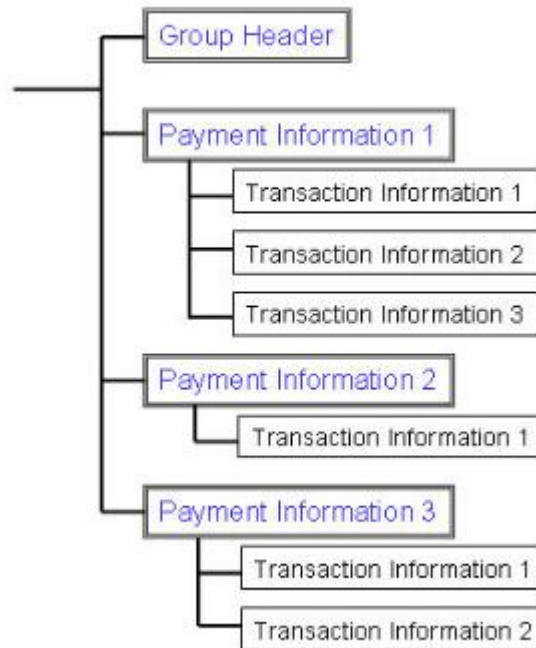 Group Header
Payment Information 1
Transaction Information 1
Transaction Information 2
Transaction Information 3
Payment Information 2
Transaction Information 1
Payment Information 3
Transaction Information 1
Transaction Information 2